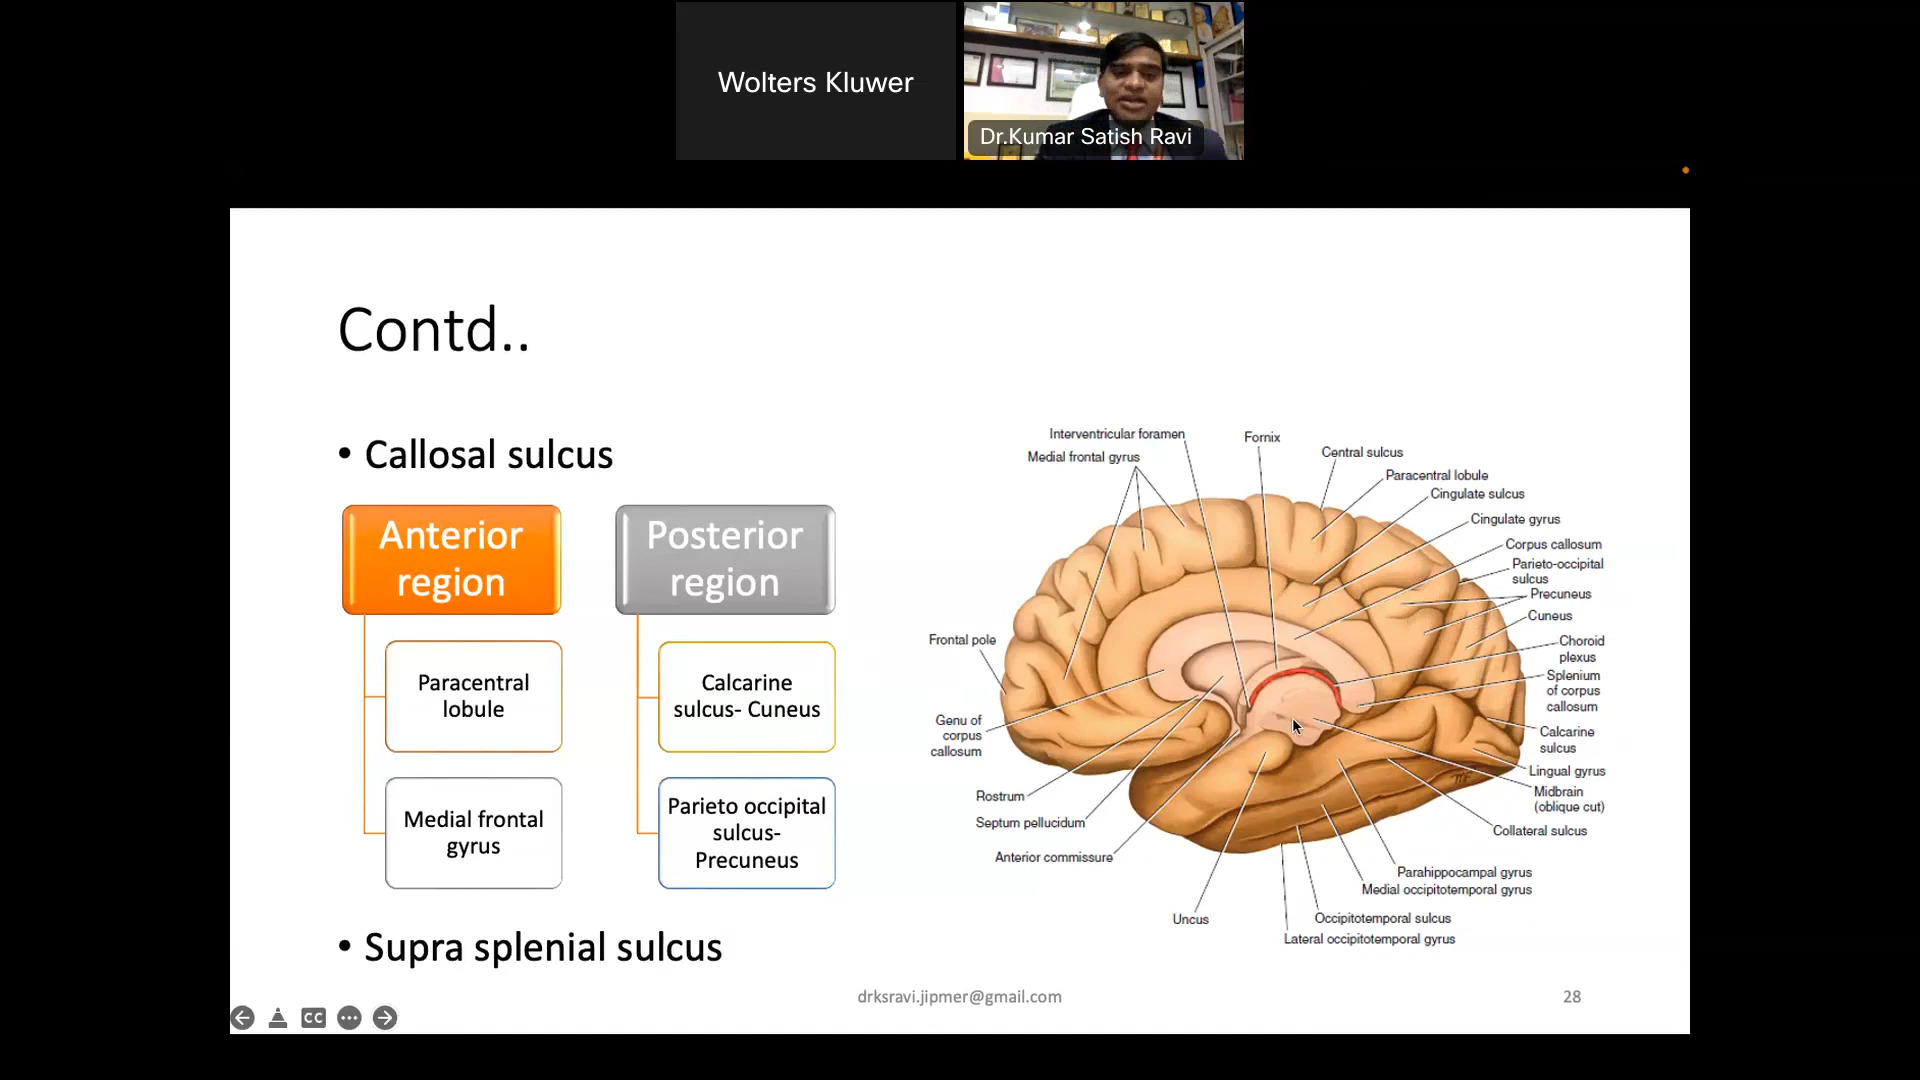 Wolters Kluwer
Dr.Kumar Satish Ravi
Contd..
• Callosal sulcus
Anterior
region
Paracentral
lobule
Medial frontal
gyrus
Posterior
region
Calcarine
sulcus- Cuneus
Parieto occipital
sulcus-
Precuneus
• Supra splenial sulcus
Interventricular foramen
Medial frontal gyrus
Fornix
Central sulcus
Paracentral lobule
Cingulate sulcus
Cingulate gyrus
Corpus callosum
Parieto-occipital
sulcus
Precuneus
Cuneus
Choroid
plexus
Splenium
of corpus
callosum
Calcarine
sulcus
Lingual gyrus
Midbrain
(oblique cut)
Collateral sulcus
Parahippocampal gyrus
Medial occipitotemporal gyrus
Occipitotemporal sulcus
Lateral occipitotemporal gyrus
Frontal pole
Genu of
corpus
callosum
Rostrum
Septum pellucidum
Anterior commissure
Uncus
drksravi.jipmer@gmail.com
28
CC